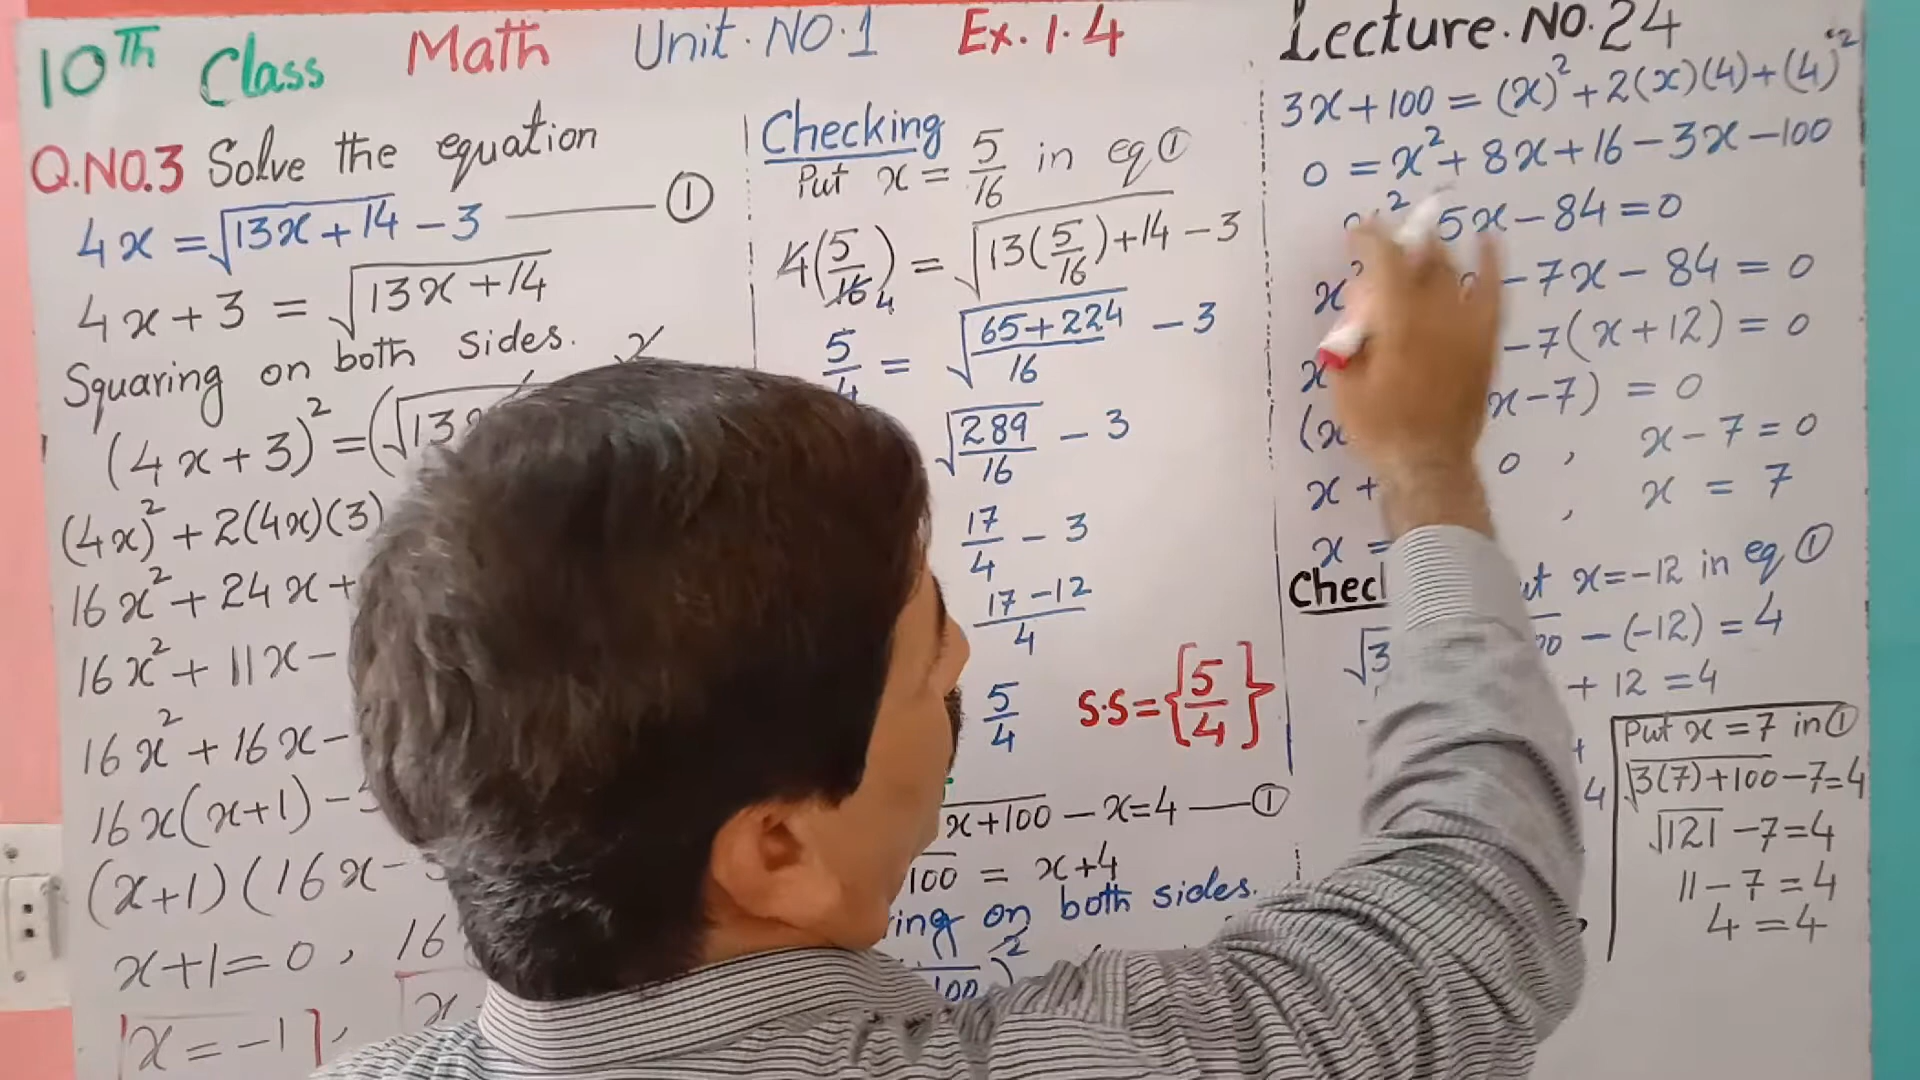 10Th Class Math Unit. NO. 1 Ex. 1.4 Lecture. NO. 24
Q.NO.3 Solve the equation
4x = √(13x+14) - 3 —— ①
4x + 3 = √(13x+14)
Squaring on both sides.
(4x+3)² = (√13
(4x)² + 2(4x)(3)
16x² + 24x +
16x² + 11x -
16x² + 16x -
16x(x+1) -
(x+1)(16x -
x+1 = 0, 16
x = -1, x
Checking
Put x = 5/16 in eq ①
4(5/16) 4 = √(13(5/16)+14) - 3
5/4 = √((65+224)/16) - 3
√(289/16) - 3
17/4 - 3
(17-12)/4
5/4
S.S = {5/4}
x+100 - x = 4 —— ①
100 = x+4
ing on both sides.
100)²
3x+100 = (x)² + 2(x)(4) + (4)²
0 = x² + 8x + 16 - 3x - 100
5x - 84 = 0
x² - 7x - 84 = 0
x - 7(x+12) = 0
(x x-7) = 0
x + 0 , x - 7 = 0
x = , x = 7
Check x = -12 in eq ①
√3 00 - (-12) = 4
+ 12 = 4
+
4
Put x = 7 in ①
√(3(7)+100) - 7 = 4
√121 - 7 = 4
11 - 7 = 4
4 = 4